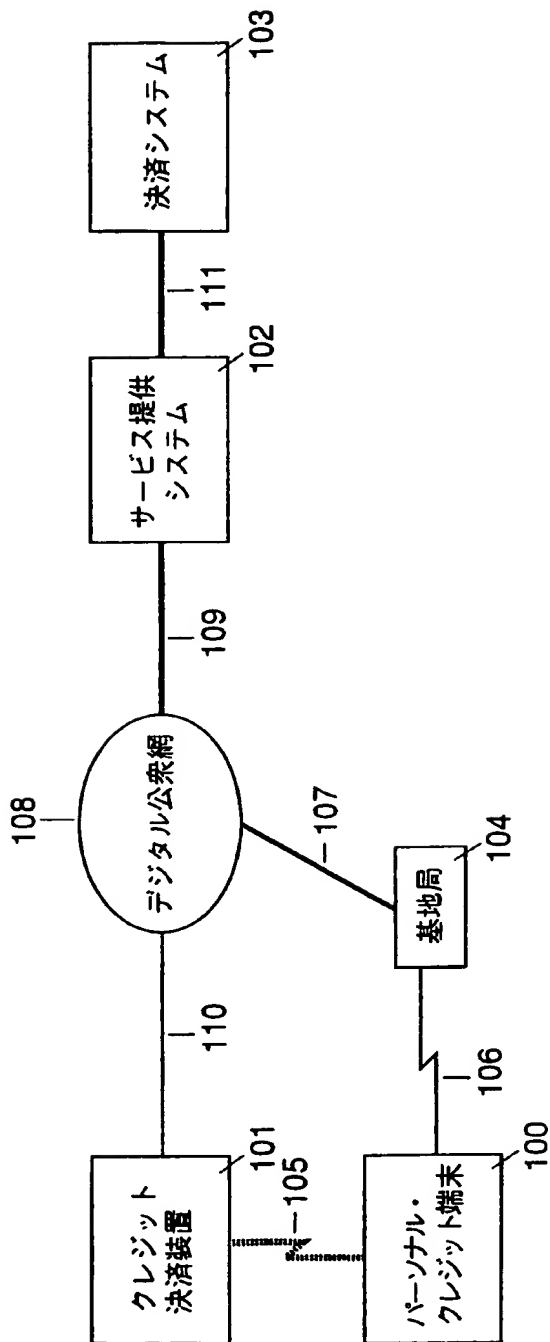 クレジット
決済装置
101
110
108
デジタル公衆網
109
サービス提供
システム
102
111
決済システム
103
105
パーソナル・
クレジット端末
100
106
基地局
104
107